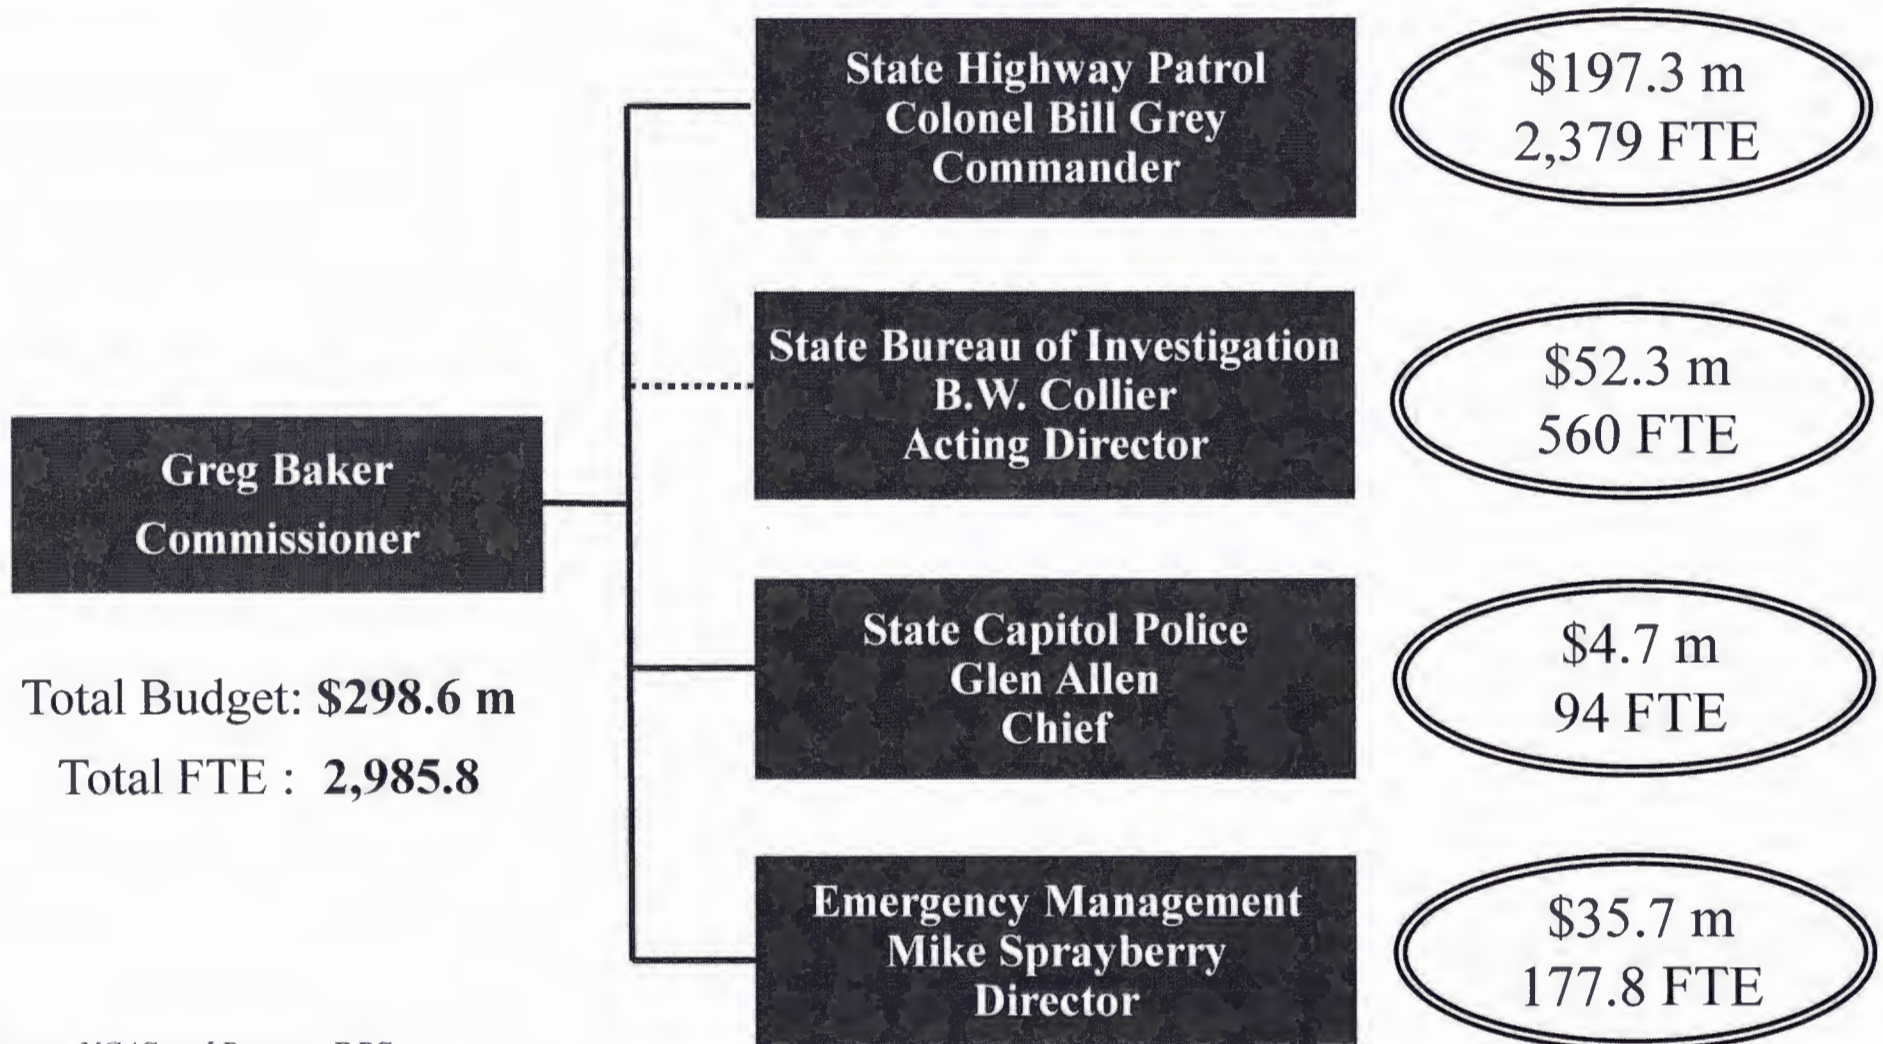 State Highway Patrol
Colonel Bill Grey
Commander
$197.3 m
2,379 FTE
State Bureau of Investigation
B.W. Collier
Acting Director
$52.3 m
560 FTE
Greg Baker
Commissioner
Total Budget: $298.6 m
Total FTE : 2,985.8
State Capitol Police
Glen Allen
Chief
$4.7 m
94 FTE
Emergency Management
Mike Sprayberry
Director
$35.7 m
177.8 FTE